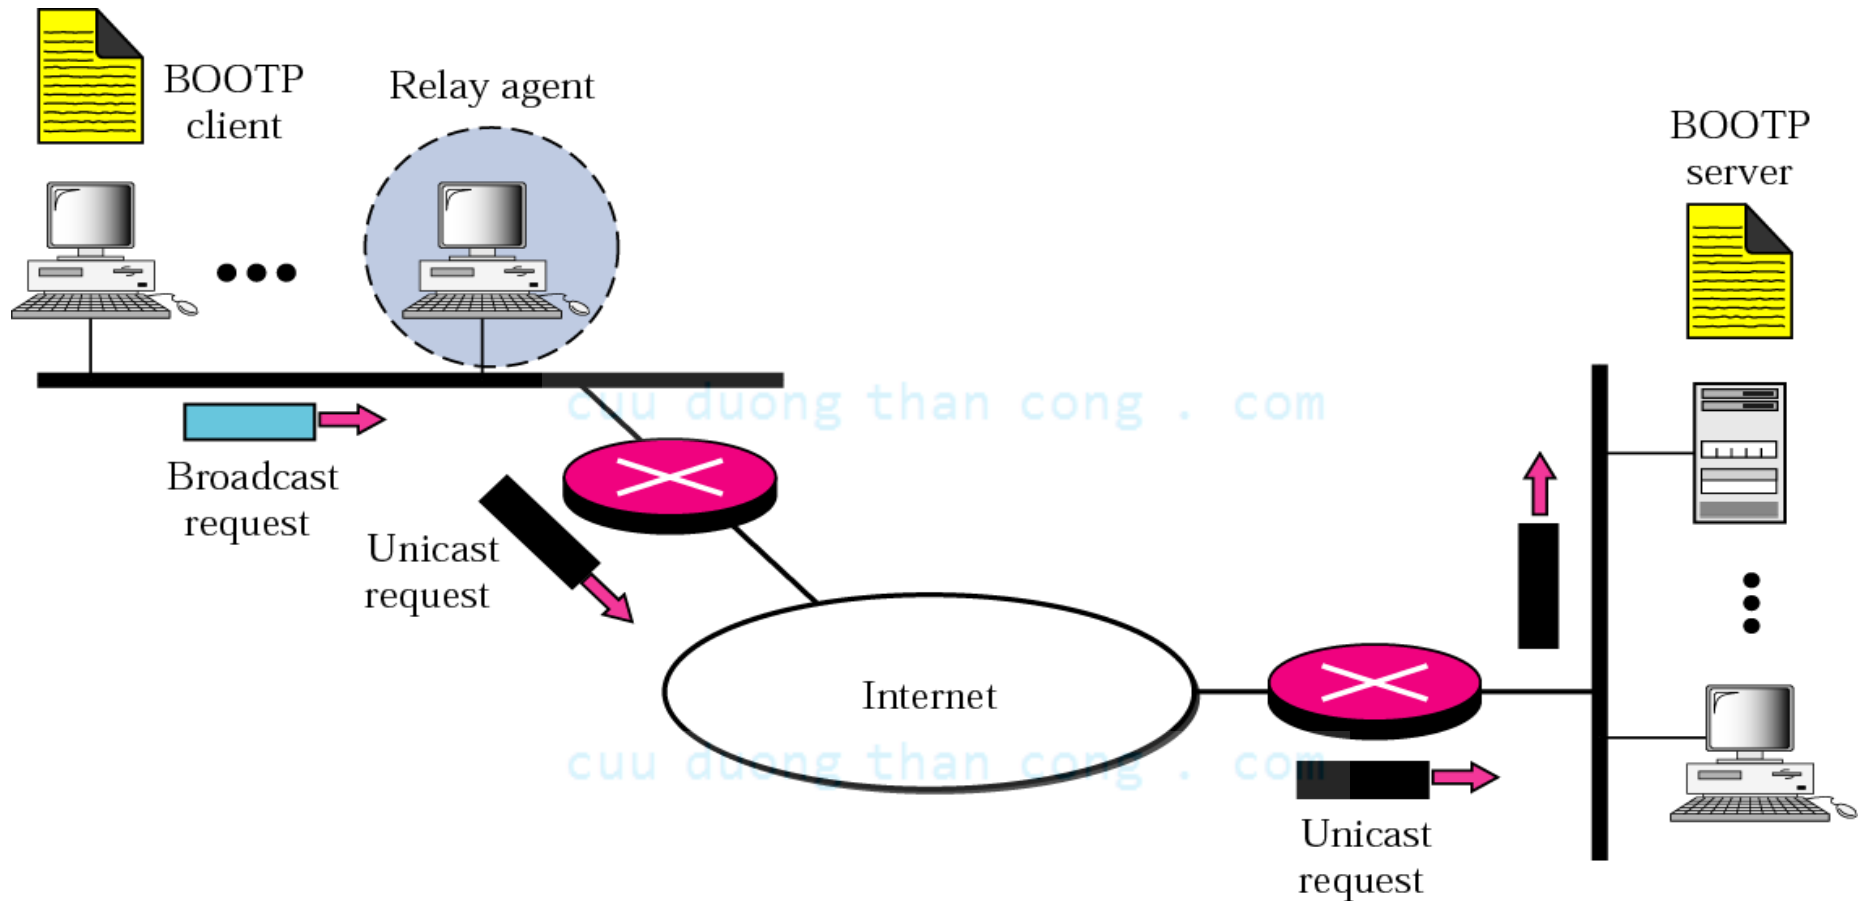 BOOTP
client
Relay agent
BOOTP
server
cuu duong than cong . com
Broadcast
request
Unicast
request
Internet
cuu duong than cong . com
Unicast
request